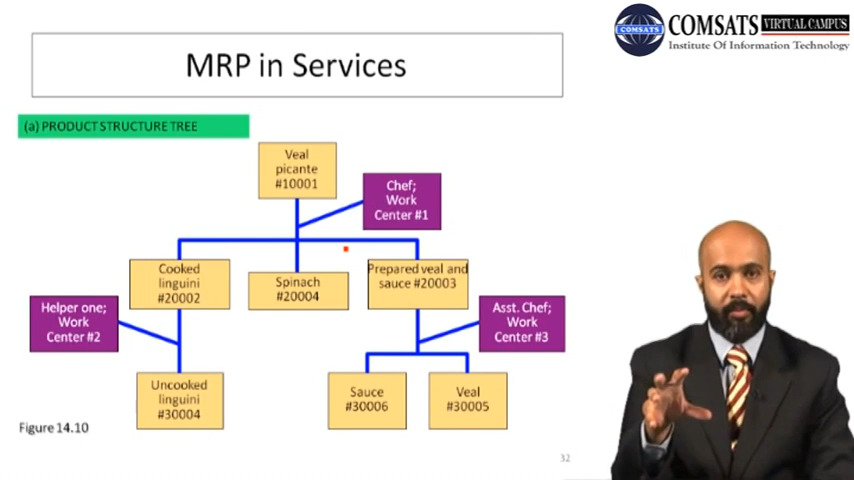 COMSATS VIRTUAL CAMPUS
Institute Of Information Technology
COMSATS
MRP in Services
(a) PRODUCT STRUCTURE TREE
Veal
picante
#10001
Chef;
Work
Center #1
Cooked
linguini
#20002
Spinach
#20004
Prepared veal and
sauce #20003
Helper one;
Work
Center #2
Asst. Chef;
Work
Center #3
Uncooked
linguini
#30004
Sauce
#30006
Veal
#30005
Figure 14.10
32